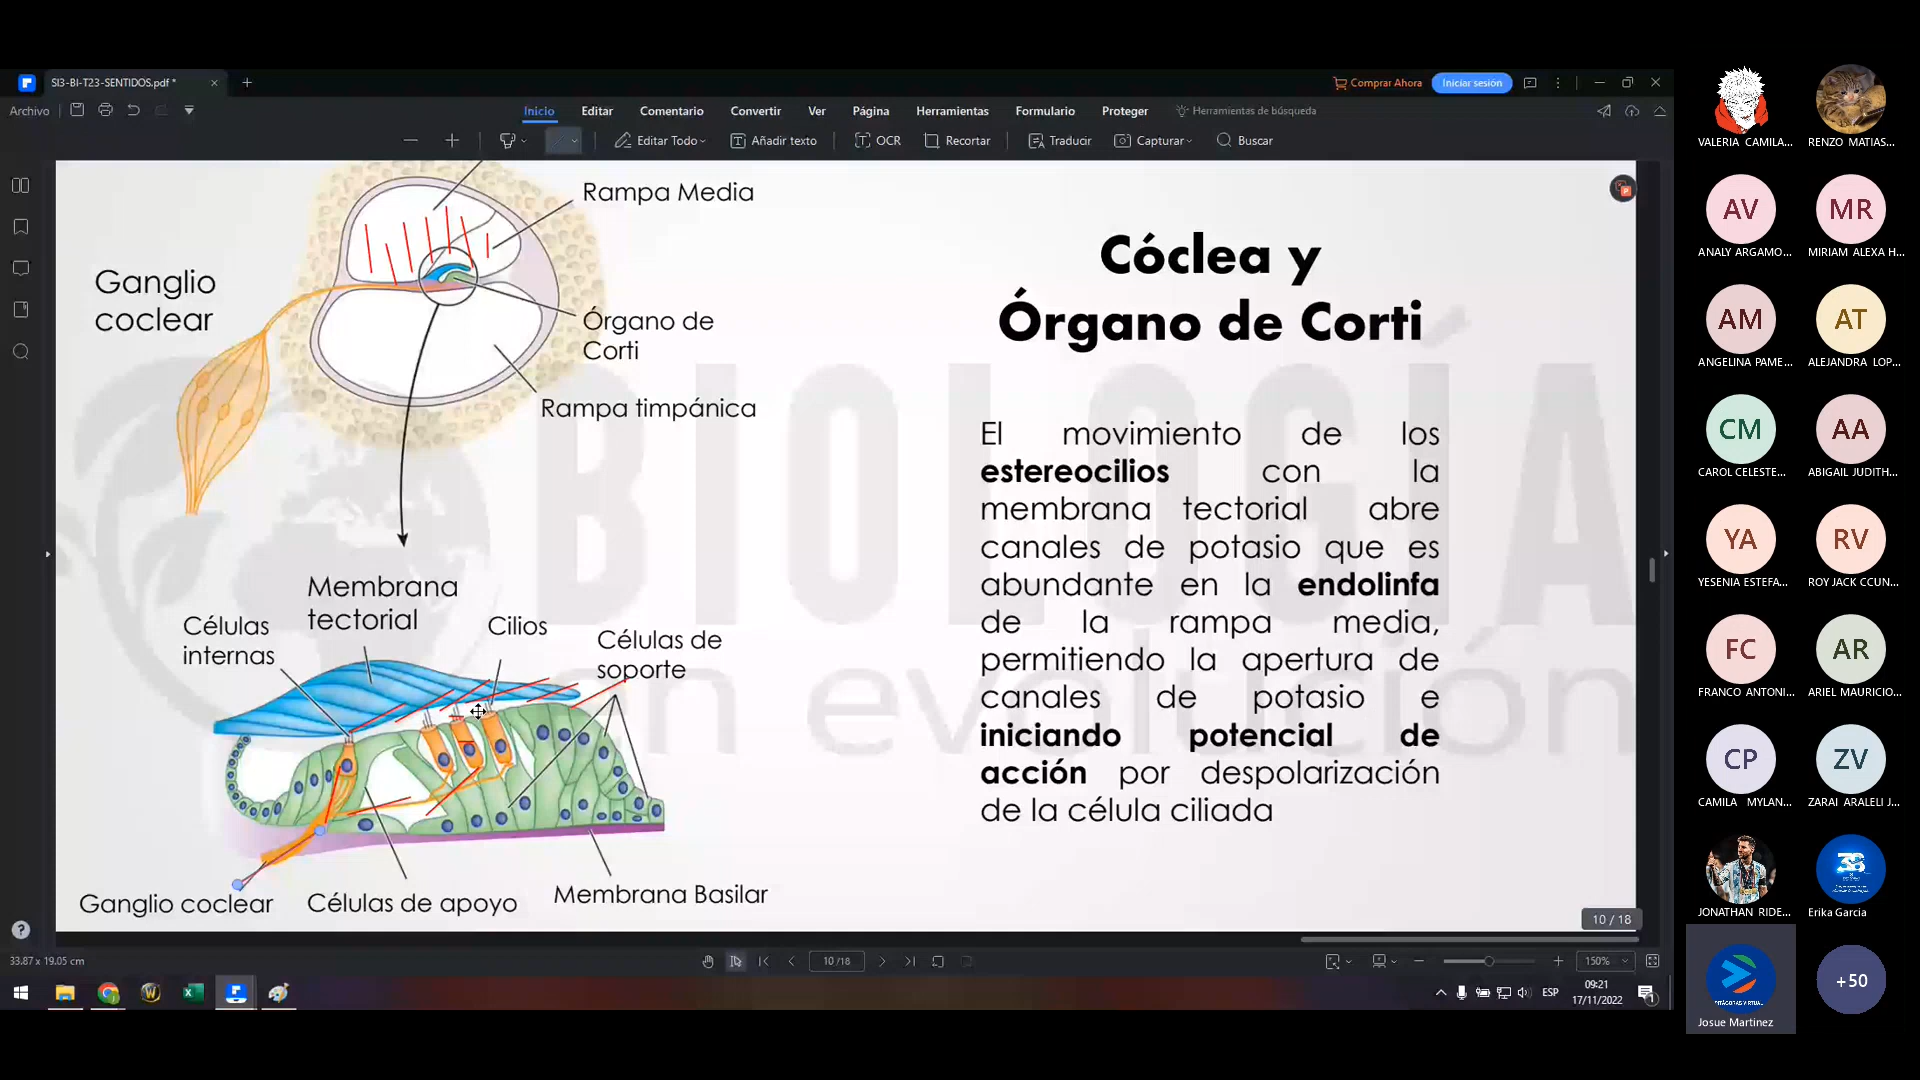 SI3-BI-T23-SENTIDOS.pdf *
Comprar Ahora
Iniciar sesión
Archivo
Inicio
Editar
Comentario
Convertir
Ver
Página
Herramientas
Formulario
Proteger
Herramientas de búsqueda
Editar Todo
Añadir texto
OCR
Recortar
Traducir
Capturar
Buscar
Rampa Media
Ganglio
coclear
Órgano de
Corti
Rampa timpánica
Membrana
tectorial
Células
internas
Cilios
Células de
soporte
Ganglio coclear
Células de apoyo
Membrana Basilar
BIOLOGÍA
en evolución
Cóclea y
Órgano de Corti
El movimiento de los
estereocilios con la
membrana tectorial abre
canales de potasio que es
abundante en la endolinfa
de la rampa media,
permitiendo la apertura de
canales de potasio e
iniciando potencial de
acción por despolarización
de la célula ciliada
10 / 18
33.87 x 19.05 cm
10 /18
150%
ESP
09:21
17/11/2022
1
VALERIA CAMILA...
RENZO MATIAS...
AV
ANALY ARGAMO...
MR
MIRIAM ALEXA H...
AM
ANGELINA PAME...
AT
ALEJANDRA LOP...
CM
CAROL CELESTE...
AA
ABIGAIL JUDITH...
YA
YESENIA ESTEFA...
RV
ROY JACK CCUN...
FC
FRANCO ANTONI...
AR
ARIEL MAURICIO...
CP
CAMILA MYLAN...
ZV
ZARAI ARALELI J...
JONATHAN RIDE...
Erika Garcia
PITÁGORAS VIRTUAL
Josue Martinez
+50